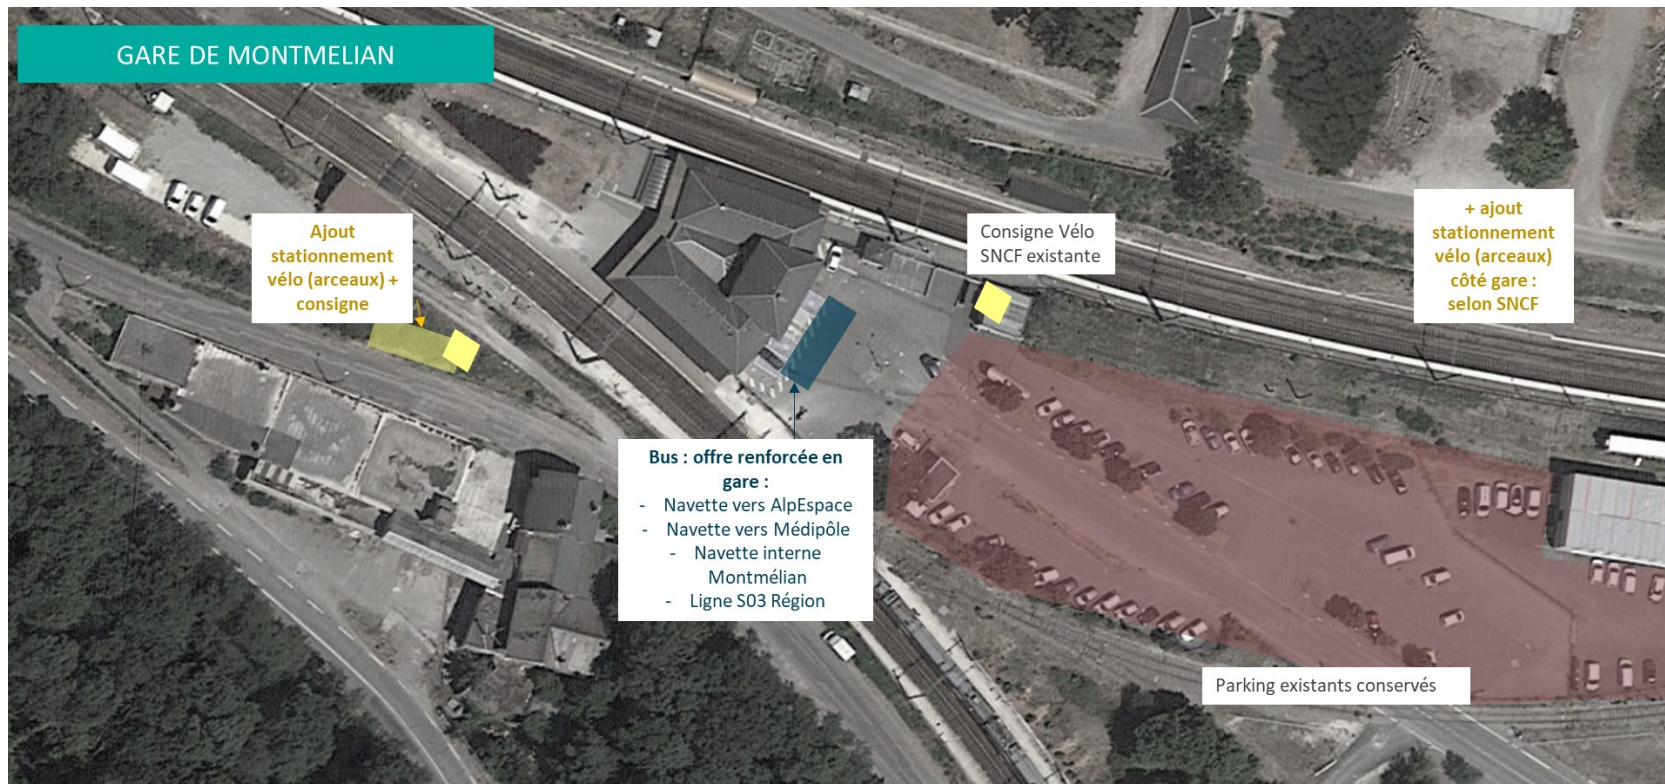 GARE DE MONTMELIAN
Ajout
stationnement
vélo (arceaux) +
consigne
Consigne Vélo
SNCF existante
+ ajout
stationnement
vélo (arceaux)
côté gare :
selon SNCF
Bus : offre renforcée en
gare :
- Navette vers AlpEspace
- Navette vers Médipôle
- Navette interne
Montmélian
- Ligne S03 Région
Parking existants conservés